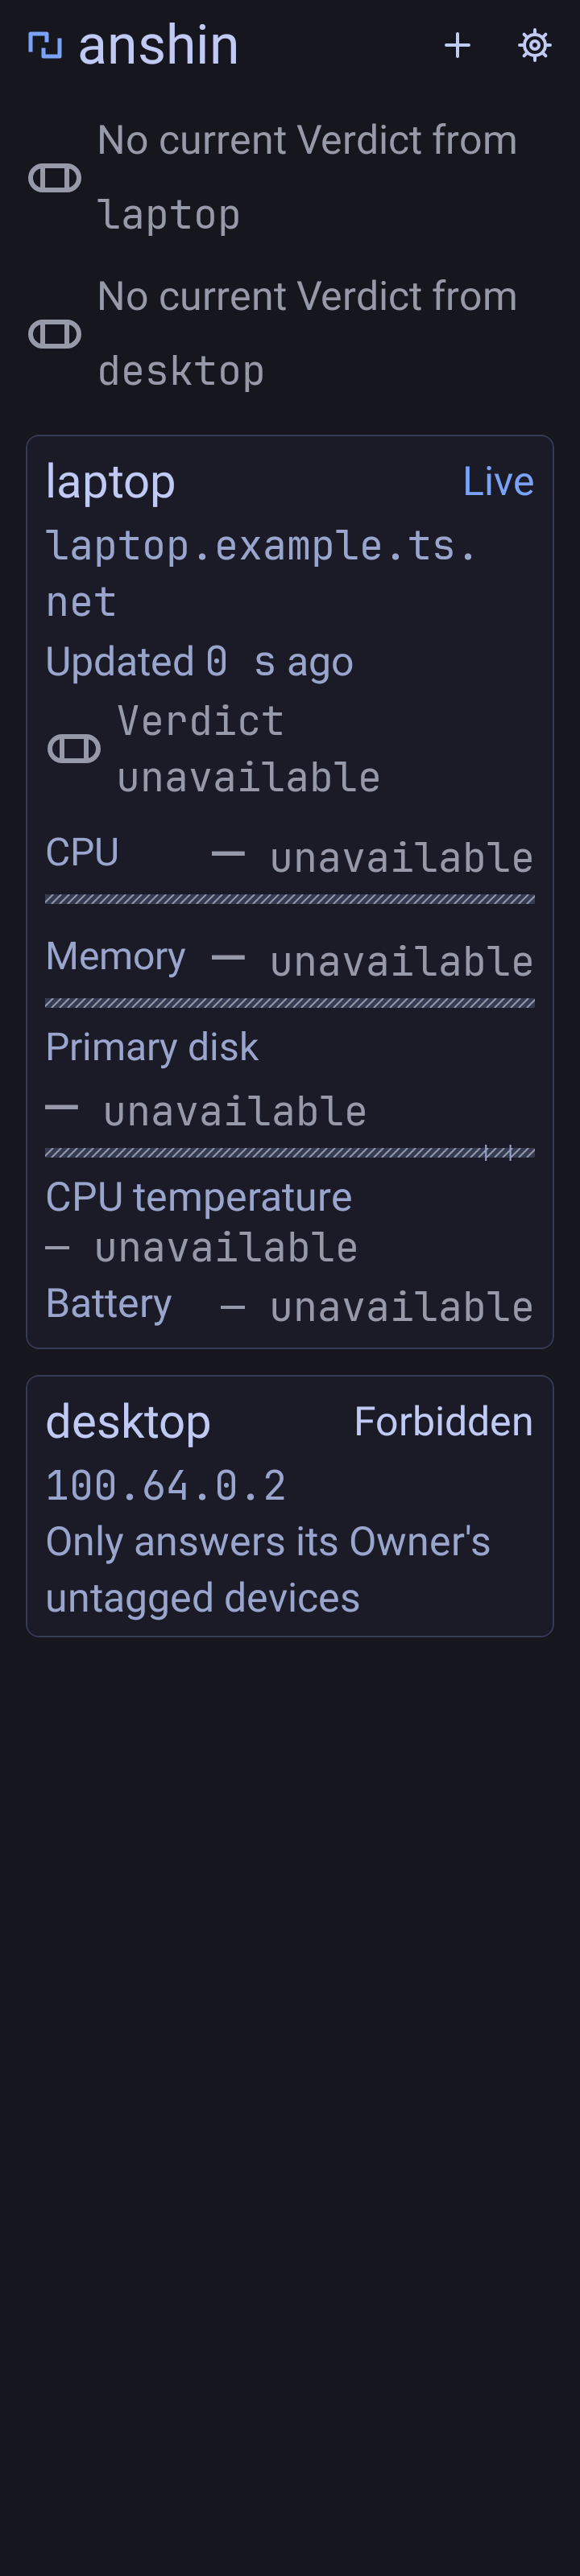 anshin
No current Verdict from
laptop
No current Verdict from
desktop
laptop Live
laptop.example.ts.
net
Updated 0 s ago
Verdict
unavailable
CPU — unavailable
Memory — unavailable
Primary disk
— unavailable
CPU temperature
— unavailable
Battery — unavailable
desktop Forbidden
100.64.0.2
Only answers its Owner's
untagged devices